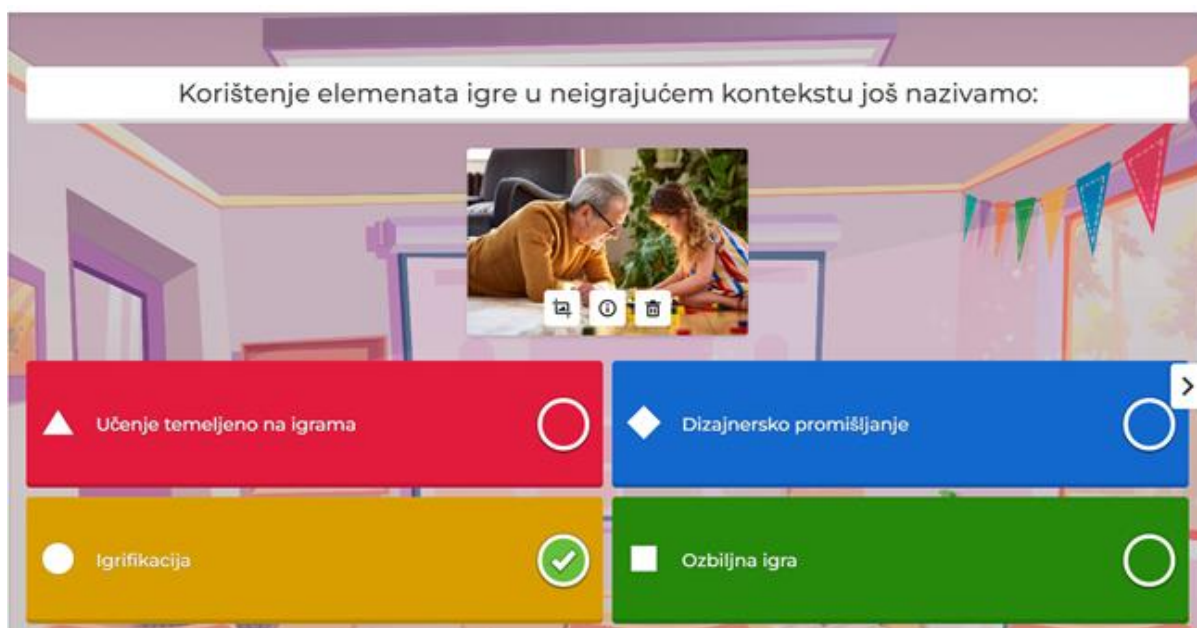 Korištenje elemenata igre u neigrajućem kontekstu još nazivamo:
Učenje temeljeno na igrama
Dizajnersko promišljanje
Igrifikacija
Ozbiljna igra